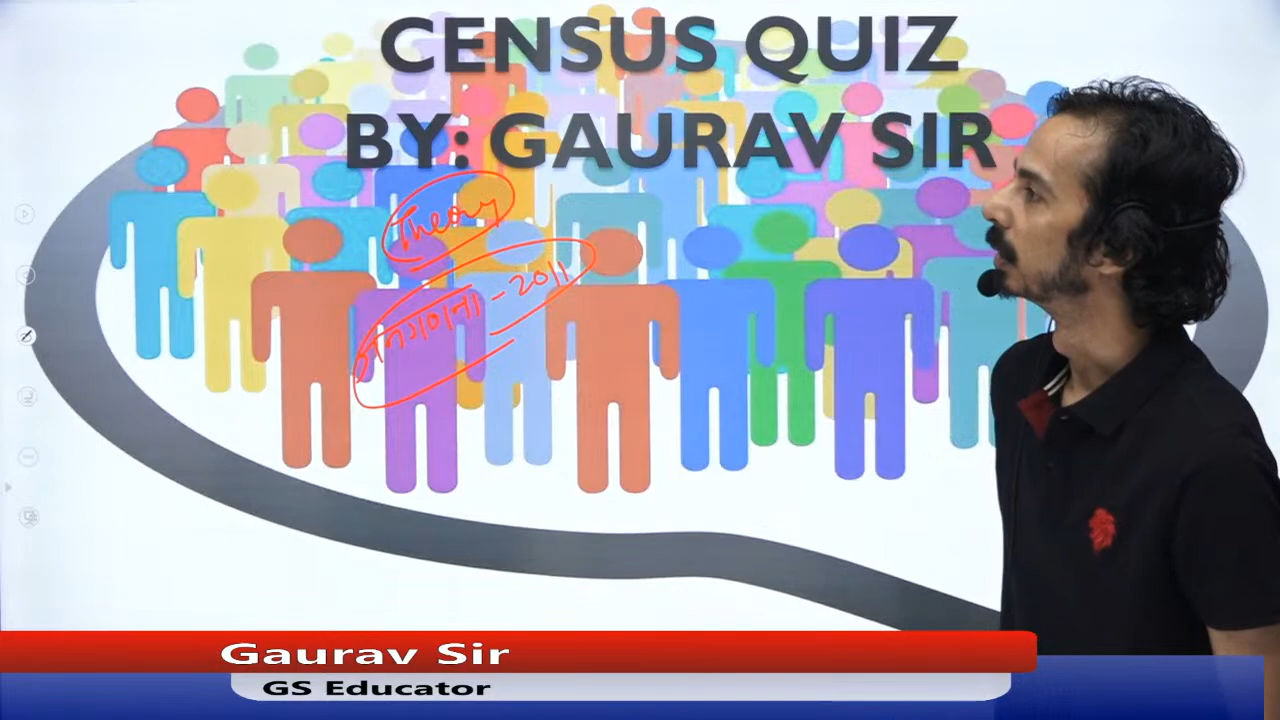 CENSUS QUIZ
BY: GAURAV SIR
Theory
जनगणना - 2011
Gaurav Sir
GS Educator